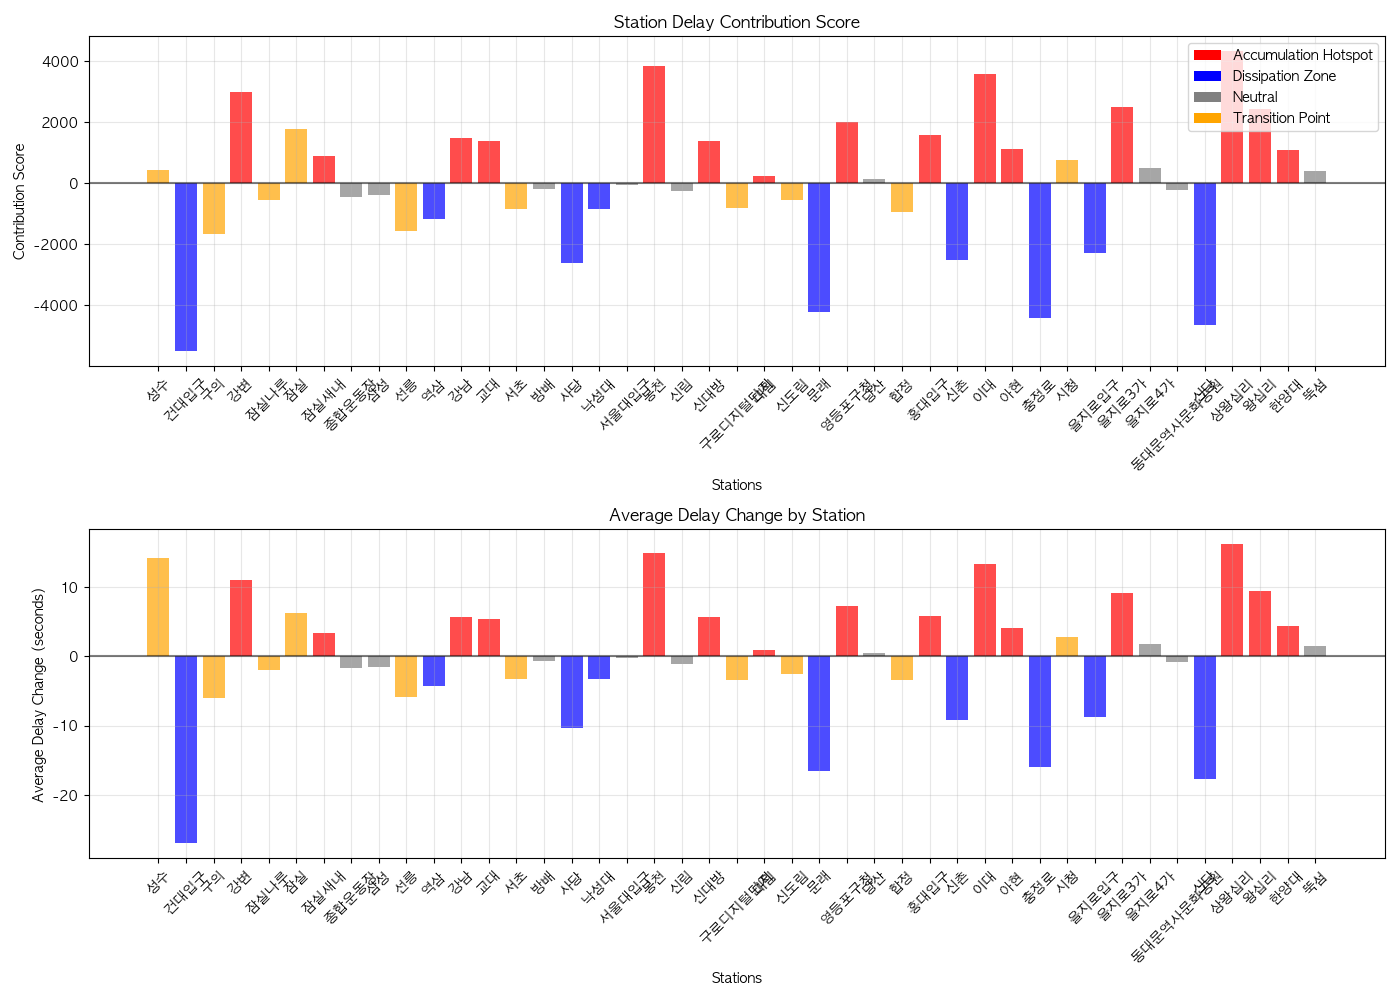 Station Delay Contribution Score
Accumulation Hotspot
Dissipation Zone
Neutral
Transition Point
Contribution Score
4000
2000
0
-2000
-4000
성수
건대입구
구의
강변
잠실나루
잠실
잠실새내
종합운동장
삼성
선릉
역삼
강남
교대
서초
방배
사당
낙성대
서울대입구
봉천
신림
신대방
구로디지털단지
대림
신도림
문래
영등포구청
당산
합정
홍대입구
신촌
이대
아현
충정로
시청
을지로입구
을지로3가
을지로4가
동대문역사문화공원
신당
상왕십리
왕십리
한양대
뚝섬
Stations
Average Delay Change by Station
Average Delay Change (seconds)
10
0
-10
-20
성수
건대입구
구의
강변
잠실나루
잠실
잠실새내
종합운동장
삼성
선릉
역삼
강남
교대
서초
방배
사당
낙성대
서울대입구
봉천
신림
신대방
구로디지털단지
대림
신도림
문래
영등포구청
당산
합정
홍대입구
신촌
이대
아현
충정로
시청
을지로입구
을지로3가
을지로4가
동대문역사문화공원
신당
상왕십리
왕십리
한양대
뚝섬
Stations